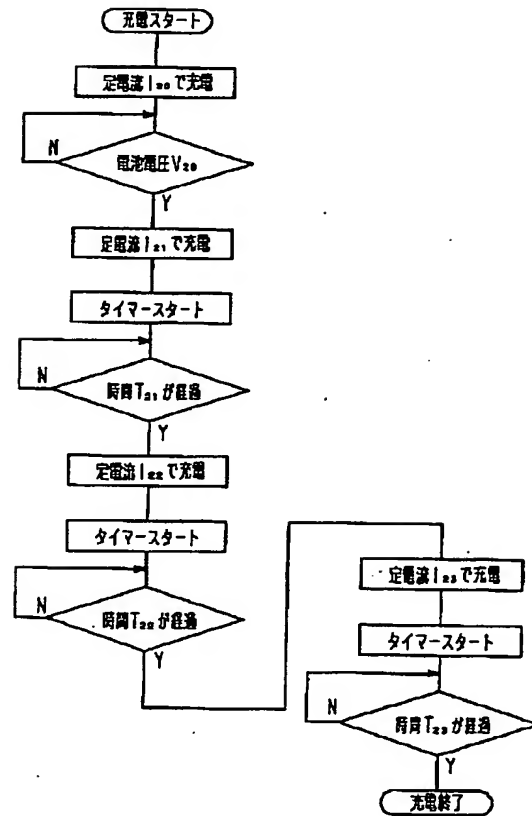 充電スタート
定電流I₂₀で充電
N
電池電圧V₂₀
Y
定電流I₂₁で充電
タイマースタート
N
時間T₂₁が経過
Y
定電流I₂₂で充電
タイマースタート
N
時間T₂₂が経過
Y
定電流I₂₃で充電
タイマースタート
N
時間T₂₃が経過
Y
充電終了